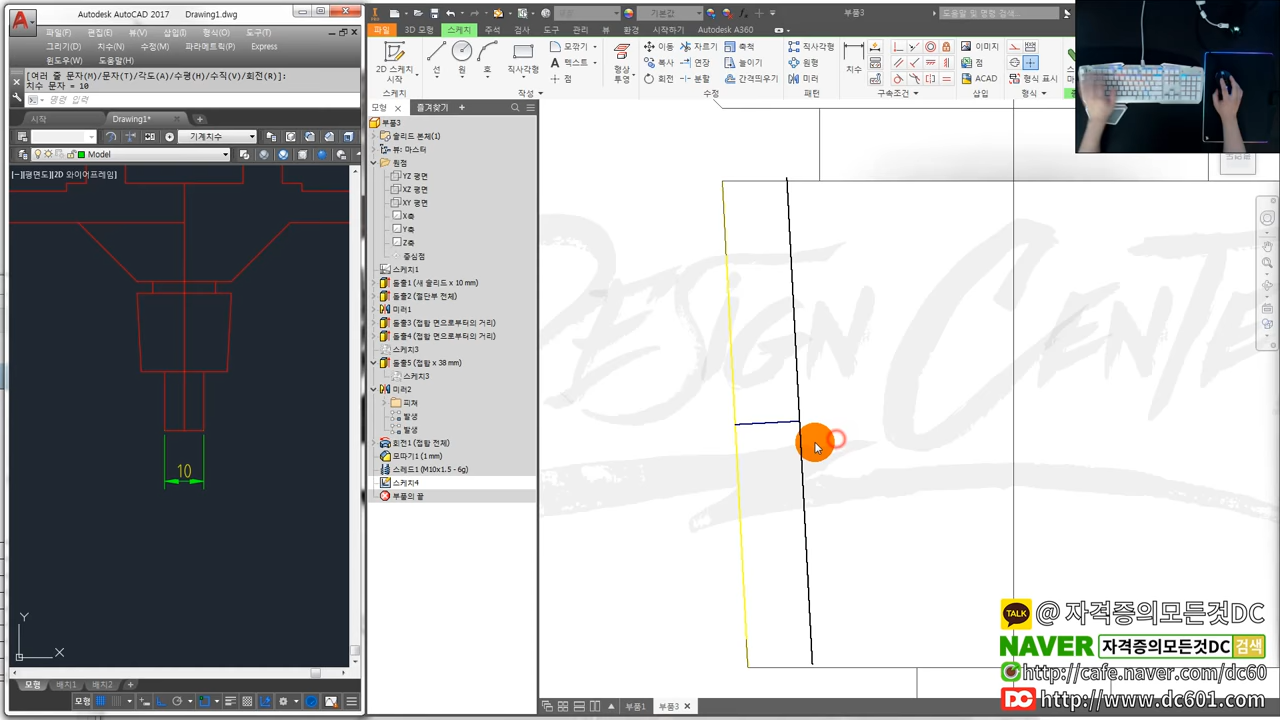 Autodesk AutoCAD 2017 Drawing1.dwg
파일(F) 편집(E) 뷰(V) 삽입(I) 형식(O) 도구(T)
그리기(D) 치수(N) 수정(M) 파라메트릭(P) Express
윈도우(W) 도움말(H)
[여러 줄 문자(M)/문자(T)/각도(A)/수평(H)/수직(V)/회전(R)]:
치수 문자 = 10
명령 입력
시작 Drawing1*
기계치수
Model
[-][평면도][2D 와이어프레임]
10
Y
X
모형 배치1 배치2
모형
기본값
부품3
도움말 및 명령 검색...
파일 3D 모형 스케치 주석 검사 도구 관리 뷰 환경 시작하기 Autodesk A360
2D 스케치 시작
스케치
선 원 호 직사각형
모깎기
텍스트
점
작성
형상 투영
이동 자르기 축척
복사 연장 늘이기
회전 분할 간격띄우기
수정
직사각형
원형
미러
패턴
치수
구속조건
이미지
점
ACAD
삽입
형식 표시
형식
모형 즐겨찾기
부품3
솔리드 본체(1)
뷰: 마스터
원점
YZ 평면
XZ 평면
XY 평면
X축
Y축
Z축
중심점
스케치1
돌출1 (새 솔리드 x 10 mm)
돌출2 (절단부 전체)
미러1
돌출3 (접합 면으로부터의 거리)
돌출4 (접합 면으로부터의 거리)
스케치3
돌출5 (접합 x 38 mm)
스케치3
미러2
피쳐
발생
발생
회전1 (접합 전체)
모따기1 (1 mm)
스레드1 (M10x1.5 - 6g)
스케치4
부품의 끝
DESIGN CENTER
부품1 부품3
TALK @ 자격증의모든것DC
NAVER 자격증의모든것DC 검색
http://cafe.naver.com/dc60
DC http://www.dc601.com/